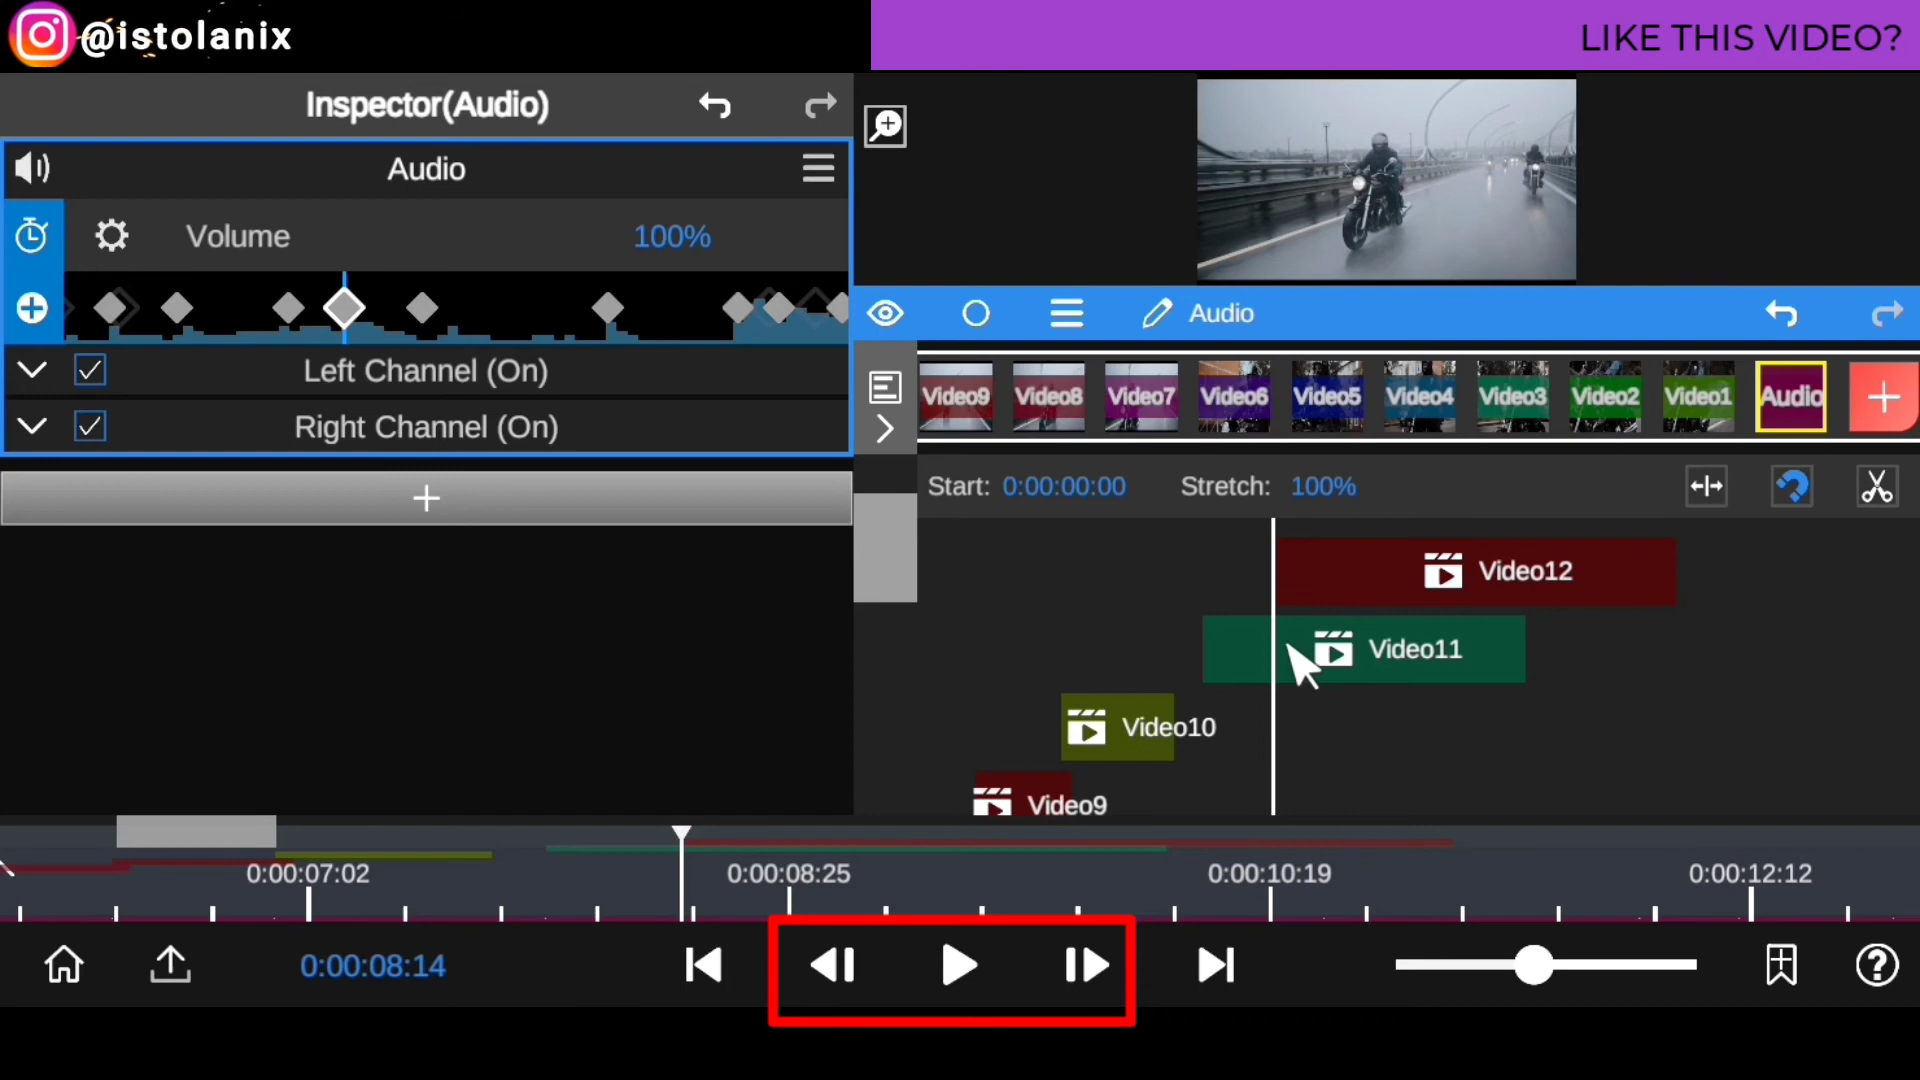 @istolanix
LIKE THIS VIDEO?
Inspector(Audio)
Audio
Volume
100%
Left Channel (On)
Right Channel (On)
Audio
Video9 Video8 Video7 Video6 Video5 Video4 Video3 Video2 Video1 Audio
Start: 0:00:00:00 Stretch: 100%
Video12
Video11
Video10
Video9
0:00:07:02
0:00:08:25
0:00:10:19
0:00:12:12
0:00:08:14